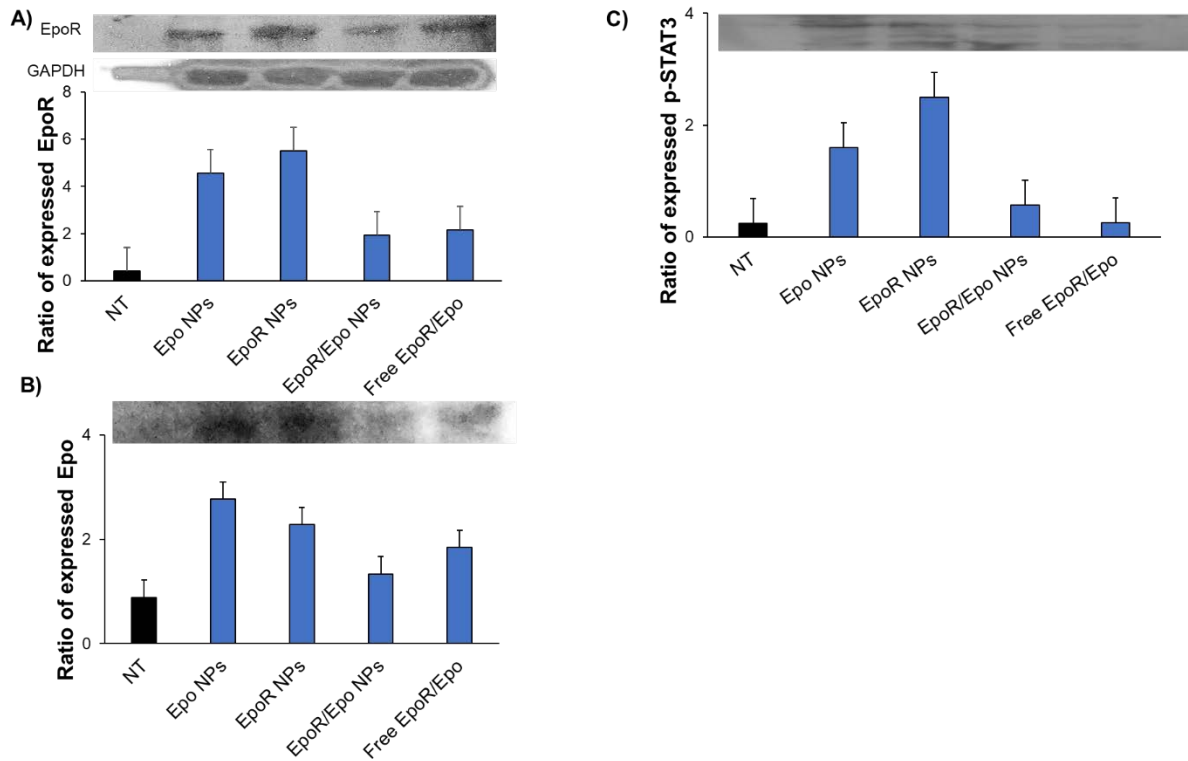 A)
EpoR
GAPDH
Ratio of expressed EpoR
8
6
4
2
0
NT
Epo NPs
EpoR NPs
EpoR/Epo NPs
Free EpoR/Epo
B)
Ratio of expressed Epo
4
2
0
NT
Epo NPs
EpoR NPs
EpoR/Epo NPs
Free EpoR/Epo
C)
Ratio of expressed p-STAT3
4
2
0
NT
Epo NPs
EpoR NPs
EpoR/Epo NPs
Free EpoR/Epo